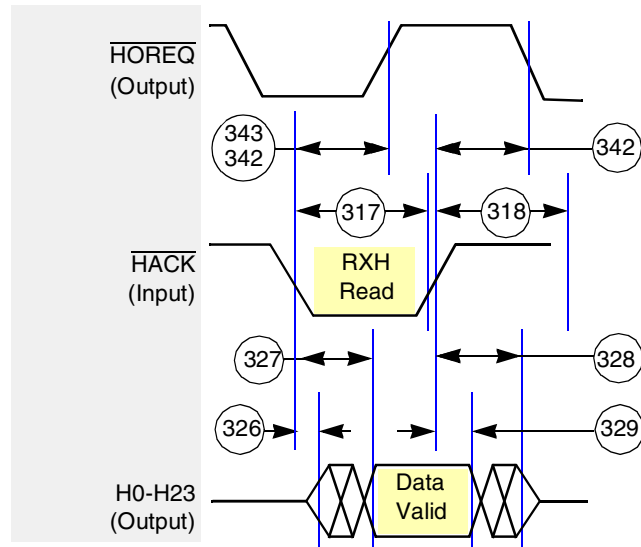 HOREQ
(Output)
343
342
342
317
318
HACK
(Input)
RXH
Read
327
328
326
329
H0-H23
(Output)
Data
Valid